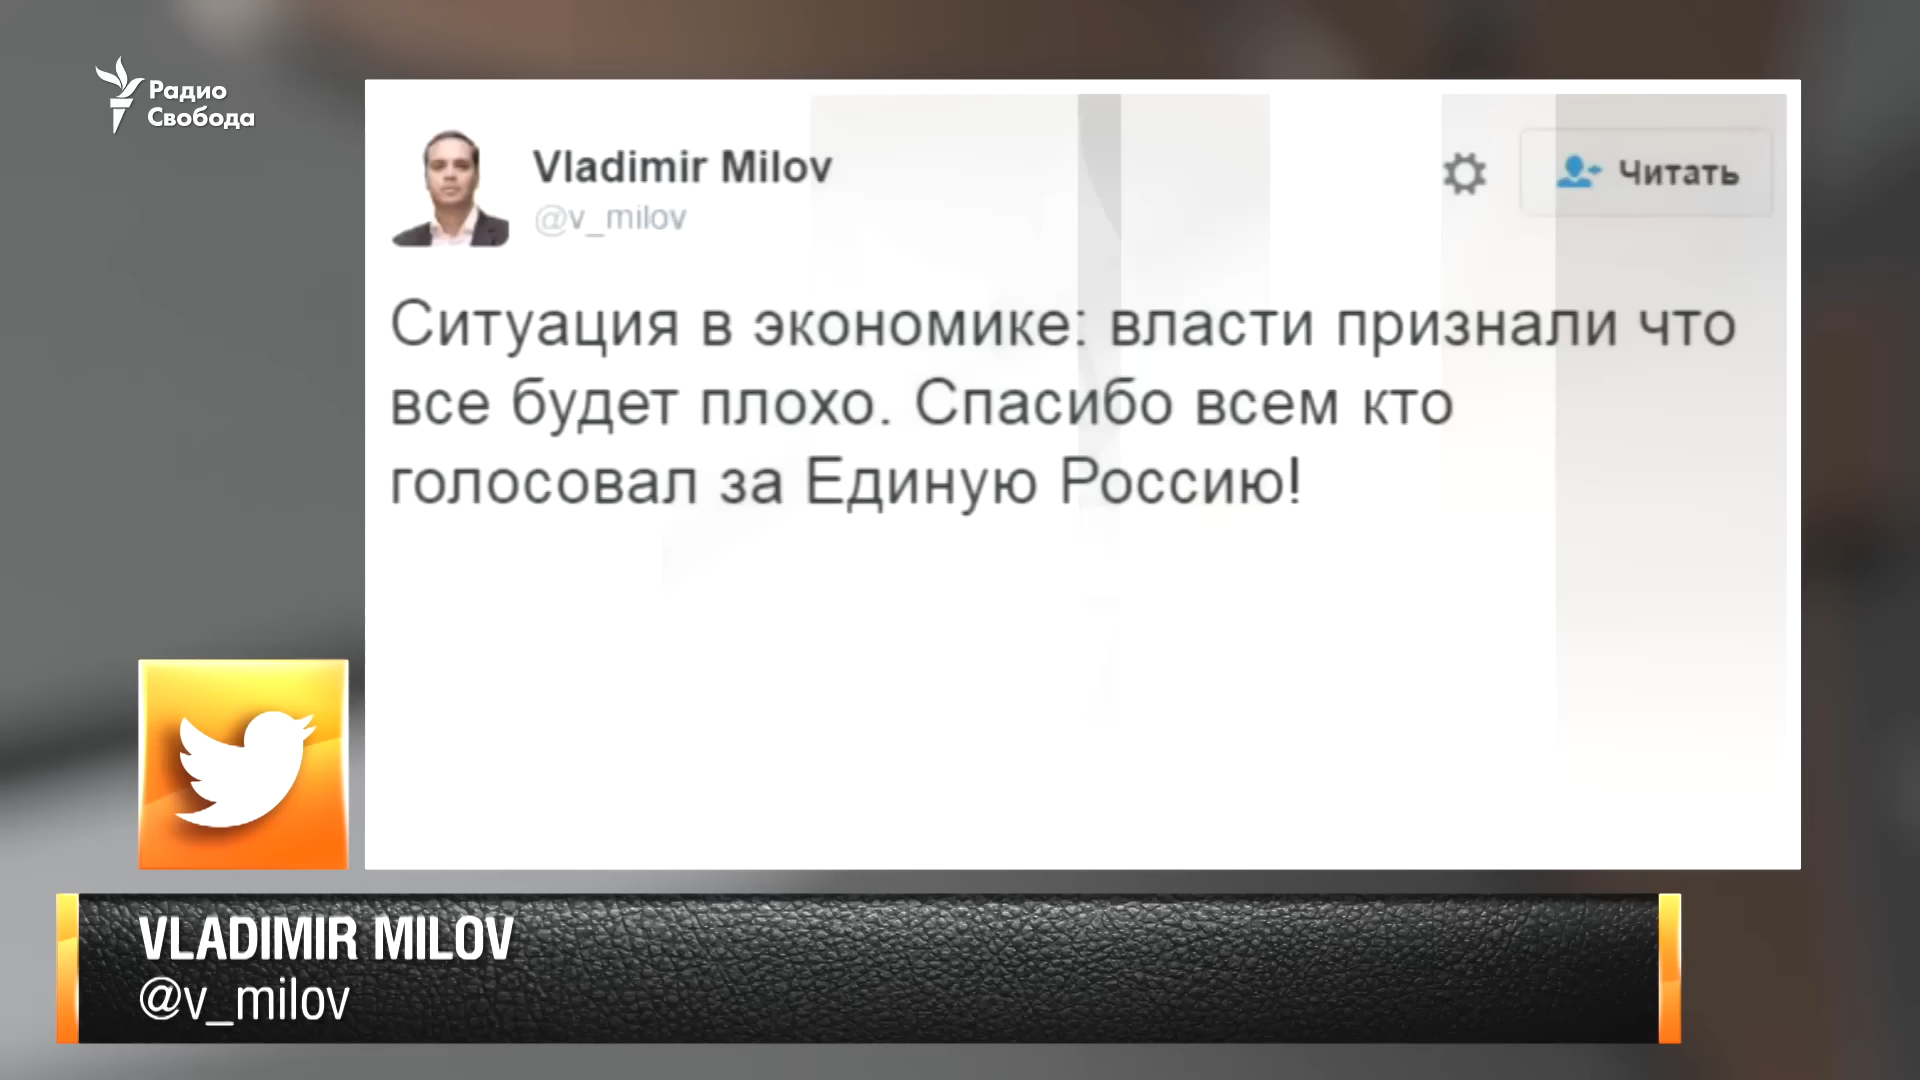 Радио
Свобода
Vladimir Milov
@v_milov
Читать
Ситуация в экономике: власти признали что
все будет плохо. Спасибо всем кто
голосовал за Единую Россию!
VLADIMIR MILOV
@v_milov